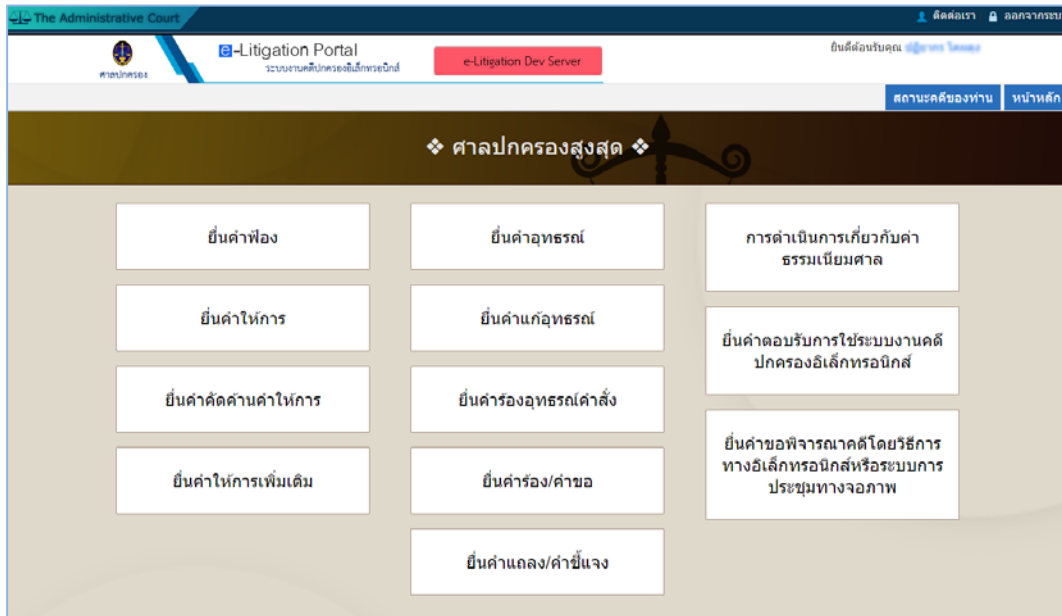 The Administrative Court
ติดต่อเรา
ออกจากระบ
ศาลปกครอง
e-Litigation Portal
ระบบงานคดีปกครองอิเล็กทรอนิกส์
e-Litigation Dev Server
ยินดีต้อนรับคุณ
สถานะคดีของท่าน
หน้าหลัก
❖ ศาลปกครองสูงสุด ❖
ยื่นคำฟ้อง
ยื่นคำให้การ
ยื่นคำคัดค้านคำให้การ
ยื่นคำให้การเพิ่มเติม
ยื่นคำอุทธรณ์
ยื่นคำแก้อุทธรณ์
ยื่นคำร้องอุทธรณ์คำสั่ง
ยื่นคำร้อง/คำขอ
ยื่นคำแถลง/คำชี้แจง
การดำเนินการเกี่ยวกับค่า
ธรรมเนียมศาล
ยื่นคำตอบรับการใช้ระบบงานคดี
ปกครองอิเล็กทรอนิกส์
ยื่นคำขอพิจารณาคดีโดยวิธีการ
ทางอิเล็กทรอนิกส์หรือระบบการ
ประชุมทางจอภาพ